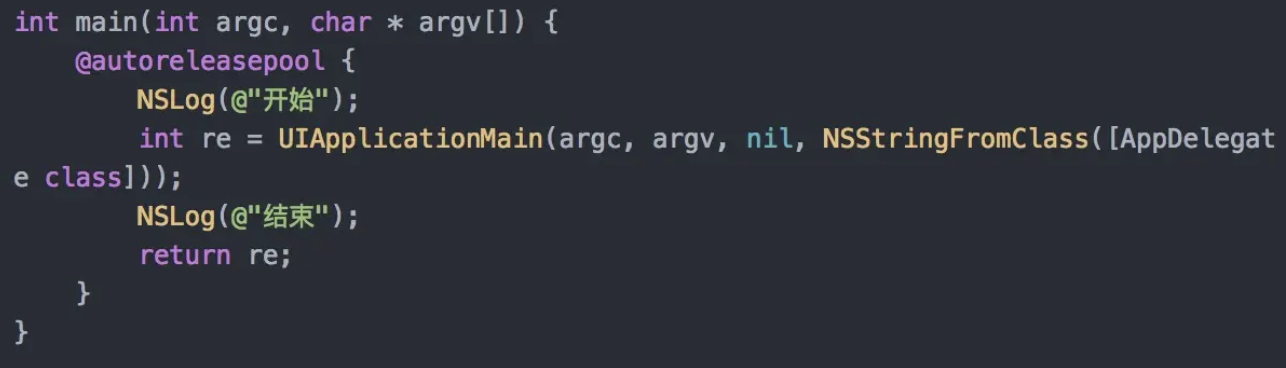 int main(int argc, char * argv[]) {
    @autoreleasepool {
        NSLog(@"开始");
        int re = UIApplicationMain(argc, argv, nil, NSStringFromClass([AppDelegat
e class]));
        NSLog(@"结束");
        return re;
    }
}